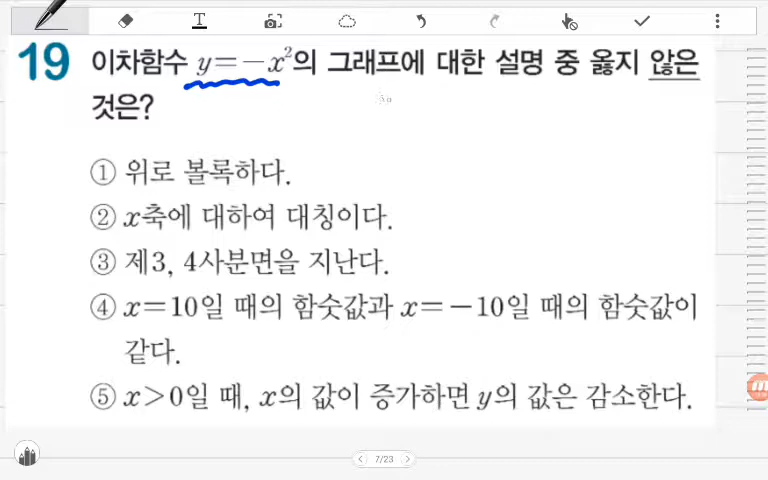 T
19 이차함수 y=-x²의 그래프에 대한 설명 중 옳지 않은
것은?
① 위로 볼록하다.
② x축에 대하여 대칭이다.
③ 제3, 4사분면을 지난다.
④ x=10일 때의 함숫값과 x=-10일 때의 함숫값이
같다.
⑤ x>0일 때, x의 값이 증가하면 y의 값은 감소한다.
7/23